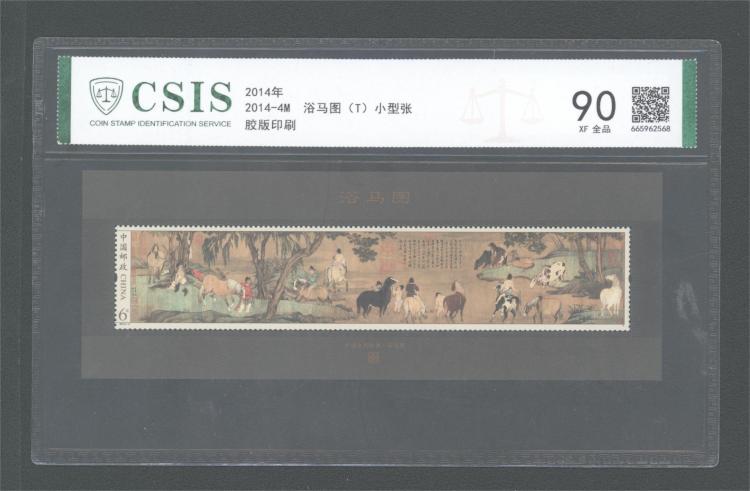 CSIS
COIN STAMP IDENTIFICATION SERVICE
2014年
2014-4M 浴马图（T）小型张
胶版印刷
90
XF 全品
665962568
浴马图
中国邮政 CHINA
6元